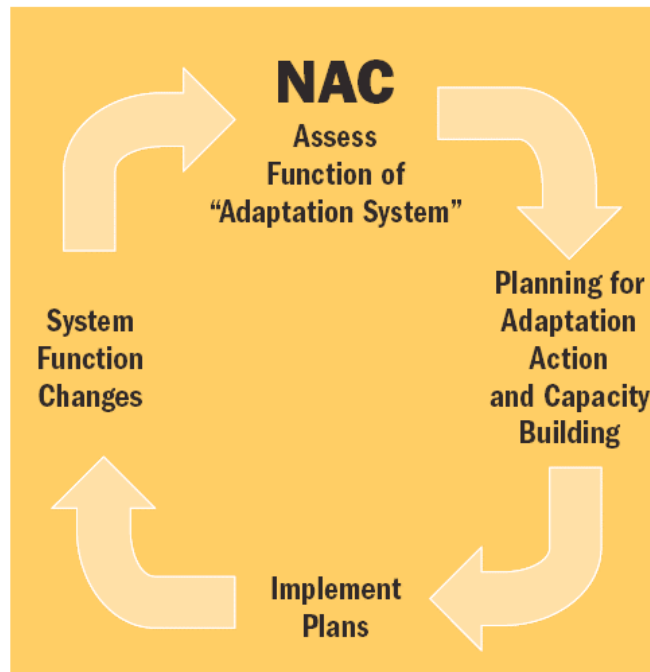 NAC
Assess
Function of
“Adaptation System”
Planning for
Adaptation
Action
and Capacity
Building
Implement
Plans
System
Function
Changes